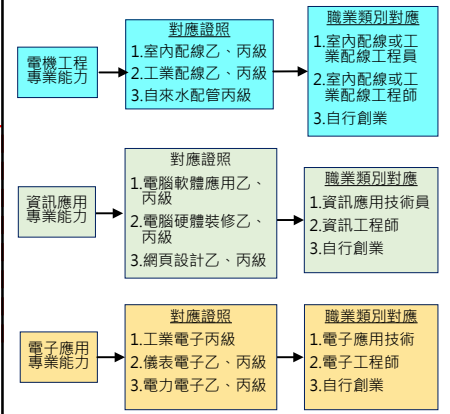 電機工程
專業能力
對應證照
1.室內配線乙、丙級
2.工業配線乙、丙級
3.自來水配管丙級
職業類別對應
1.室內配線或工
業配線工程員
2.室內配線或工
業配線工程師
3.自行創業
資訊應用
專業能力
對應證照
1.電腦軟體應用乙、
丙級
2.電腦硬體裝修乙、
丙級
3.網頁設計乙、丙級
職業類別對應
1.資訊應用技術員
2.資訊工程師
3.自行創業
電子應用
專業能力
對應證照
1.工業電子丙級
2.儀表電子乙、丙級
3.電力電子乙、丙級
職業類別對應
1.電子應用技術
2.電子工程師
3.自行創業